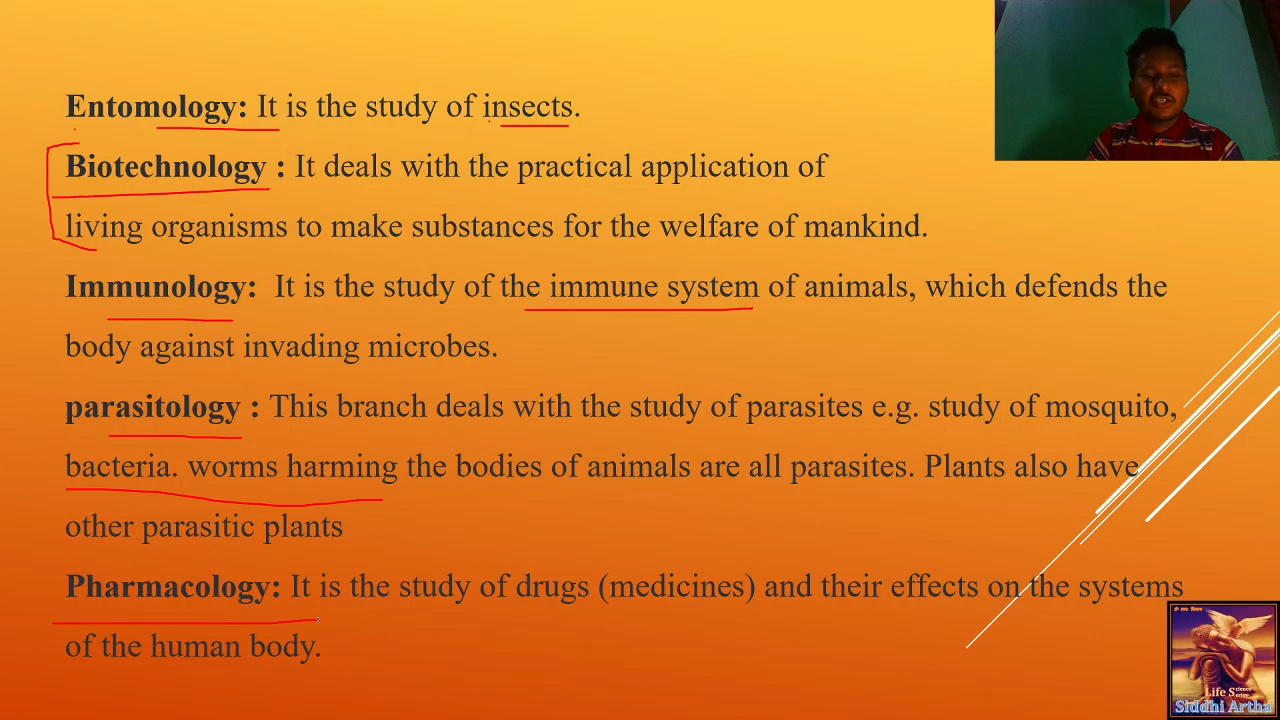 Entomology: It is the study of insects.
Biotechnology : It deals with the practical application of
living organisms to make substances for the welfare of mankind.
Immunology: It is the study of the immune system of animals, which defends the
body against invading microbes.
parasitology : This branch deals with the study of parasites e.g. study of mosquito,
bacteria. worms harming the bodies of animals are all parasites. Plants also have
other parasitic plants
Pharmacology: It is the study of drugs (medicines) and their effects on the systems
of the human body.
Life Science Series
Siddhi Artha